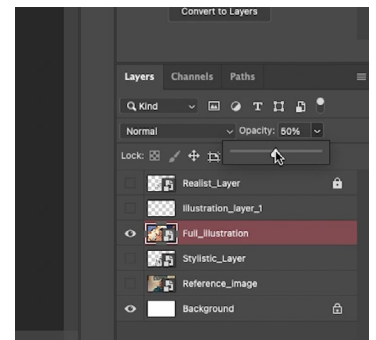 Convert to Layers
Layers Channels Paths
Kind
Normal Opacity: 50%
Lock:
Realist_Layer
Illustration_layer_1
Full_illustration
Stylistic_Layer
Reference_image
Background